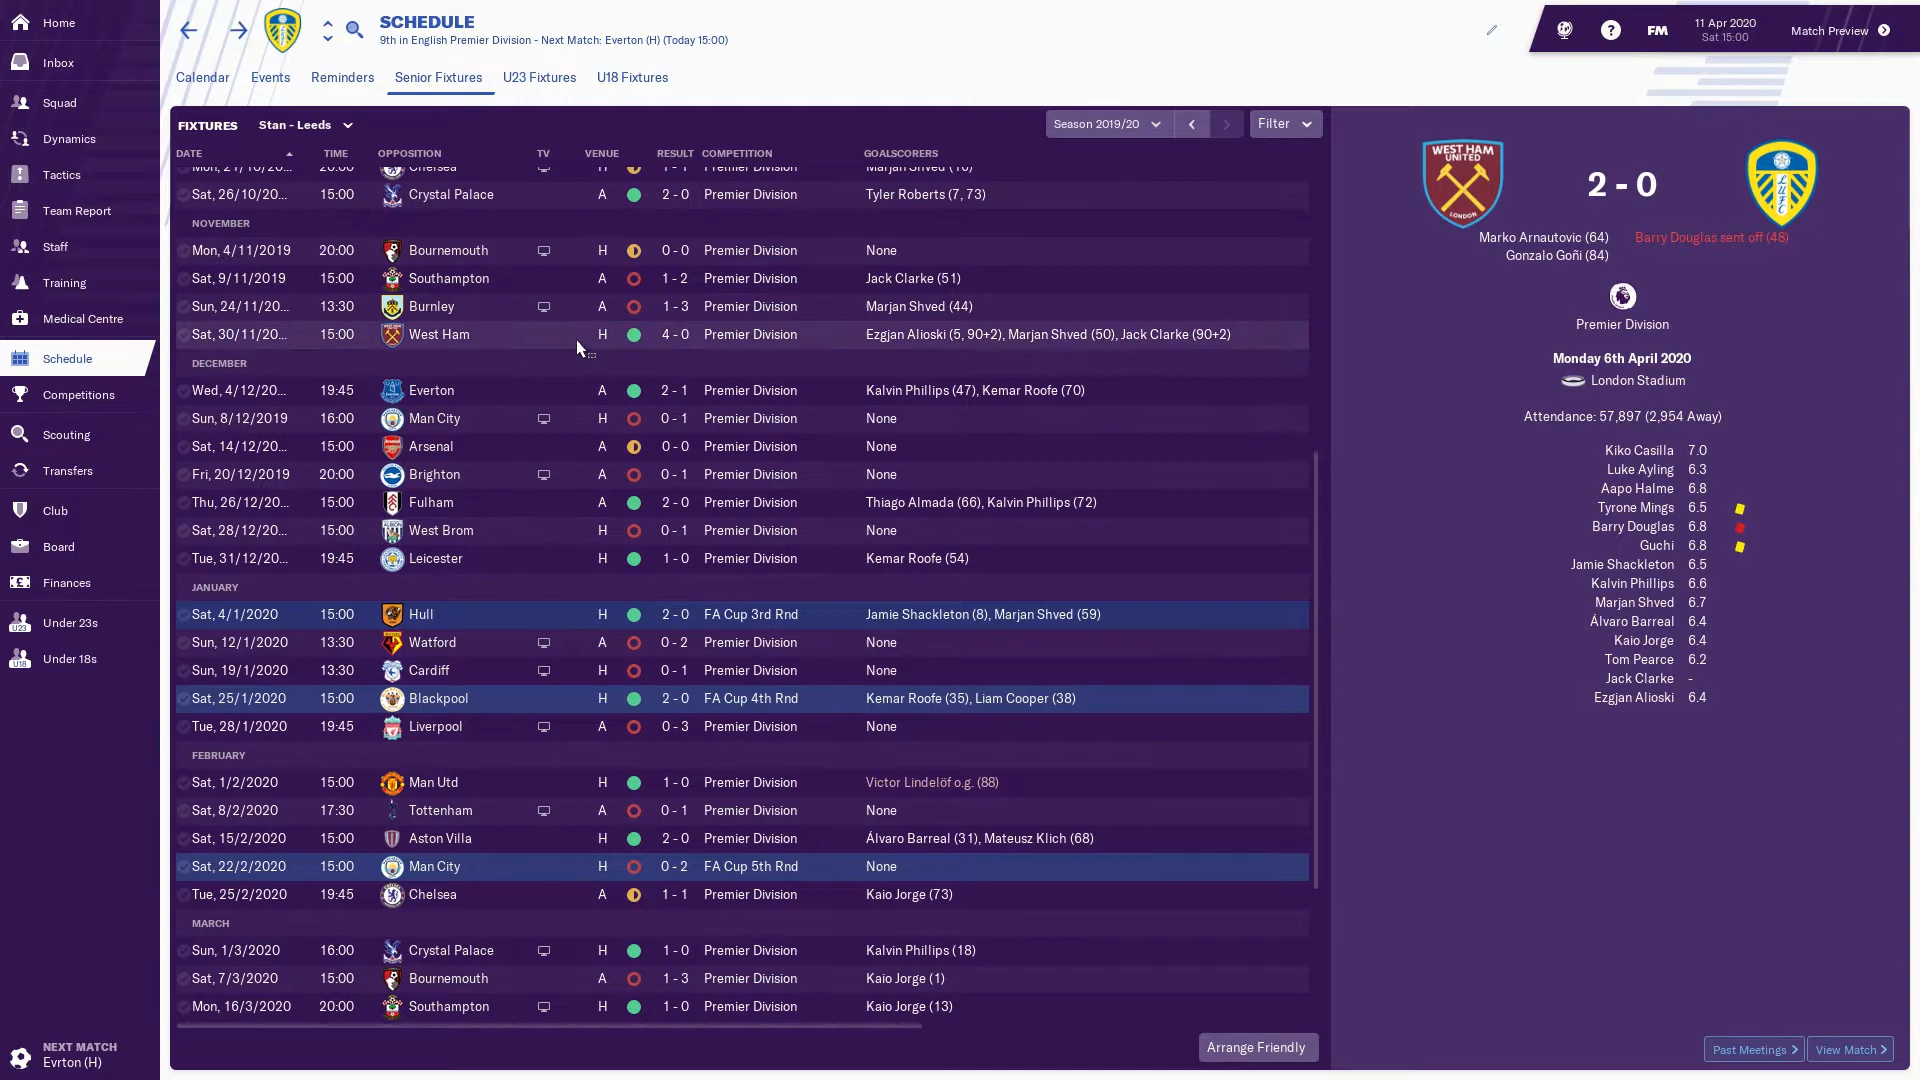 Home
Inbox
Squad
Dynamics
Tactics
Team Report
Staff
Training
Medical Centre
Schedule
Competitions
Scouting
Transfers
Club
Board
Finances
U23 Under 23s
U18 Under 18s
NEXT MATCH
Evrton (H)
SCHEDULE
9th in English Premier Division - Next Match: Everton (H) (Today 15:00)
? FM 11 Apr 2020 Match Preview
Sat 15:00
Calendar Events Reminders Senior Fixtures U23 Fixtures U18 Fixtures
FIXTURES Stan - Leeds Season 2019/20 Filter
DATE TIME OPPOSITION TV VENUE RESULT COMPETITION GOALSCORERS
Chelsea H 1 - 1 Premier Division Marjan Shved
Sat, 26/10/20... 15:00 Crystal Palace A 2 - 0 Premier Division Tyler Roberts (7, 73)
NOVEMBER
Mon, 4/11/2019 20:00 Bournemouth H 0 - 0 Premier Division None
Sat, 9/11/2019 15:00 Southampton A 1 - 2 Premier Division Jack Clarke (51)
Sun, 24/11/20... 13:30 Burnley A 1 - 3 Premier Division Marjan Shved (44)
Sat, 30/11/20... 15:00 West Ham H 4 - 0 Premier Division Ezgjan Alioski (5, 90+2), Marjan Shved (50), Jack Clarke (90+2)
DECEMBER
Wed, 4/12/20... 19:45 Everton A 2 - 1 Premier Division Kalvin Phillips (47), Kemar Roofe (70)
Sun, 8/12/2019 16:00 Man City H 0 - 1 Premier Division None
Sat, 14/12/20... 15:00 Arsenal A 0 - 0 Premier Division None
Fri, 20/12/2019 20:00 Brighton A 0 - 1 Premier Division None
Thu, 26/12/20... 15:00 Fulham A 2 - 0 Premier Division Thiago Almada (66), Kalvin Phillips (72)
Sat, 28/12/20... 15:00 West Brom H 0 - 1 Premier Division None
Tue, 31/12/20... 19:45 Leicester H 1 - 0 Premier Division Kemar Roofe (54)
JANUARY
Sat, 4/1/2020 15:00 Hull H 2 - 0 FA Cup 3rd Rnd Jamie Shackleton (8), Marjan Shved (59)
Sun, 12/1/2020 13:30 Watford A 0 - 2 Premier Division None
Sun, 19/1/2020 13:30 Cardiff H 0 - 1 Premier Division None
Sat, 25/1/2020 15:00 Blackpool H 2 - 0 FA Cup 4th Rnd Kemar Roofe (35), Liam Cooper (38)
Tue, 28/1/2020 19:45 Liverpool A 0 - 3 Premier Division None
FEBRUARY
Sat, 1/2/2020 15:00 Man Utd H 1 - 0 Premier Division Victor Lindelöf o.g. (88)
Sat, 8/2/2020 17:30 Tottenham A 0 - 1 Premier Division None
Sat, 15/2/2020 15:00 Aston Villa H 2 - 0 Premier Division Álvaro Barreal (31), Mateusz Klich (68)
Sat, 22/2/2020 15:00 Man City H 0 - 2 FA Cup 5th Rnd None
Tue, 25/2/2020 19:45 Chelsea A 1 - 1 Premier Division Kaio Jorge (73)
MARCH
Sun, 1/3/2020 16:00 Crystal Palace H 1 - 0 Premier Division Kalvin Phillips (18)
Sat, 7/3/2020 15:00 Bournemouth A 1 - 3 Premier Division Kaio Jorge (1)
Mon, 16/3/2020 20:00 Southampton H 1 - 0 Premier Division Kaio Jorge (13)
Arrange Friendly
WEST HAM
UNITED
LONDON
2 - 0
LUFC
Marko Arnautovic (64) Barry Douglas sent off (48)
Gonzalo Goñi (84)
Premier Division
Monday 6th April 2020
London Stadium
Attendance: 57,897 (2,954 Away)
Kiko Casilla 7.0
Luke Ayling 6.3
Aapo Halme 6.8
Tyrone Mings 6.5
Barry Douglas 6.8
Guchi 6.8
Jamie Shackleton 6.5
Kalvin Phillips 6.6
Marjan Shved 6.7
Álvaro Barreal 6.4
Kaio Jorge 6.4
Tom Pearce 6.2
Jack Clarke -
Ezgjan Alioski 6.4
Past Meetings View Match